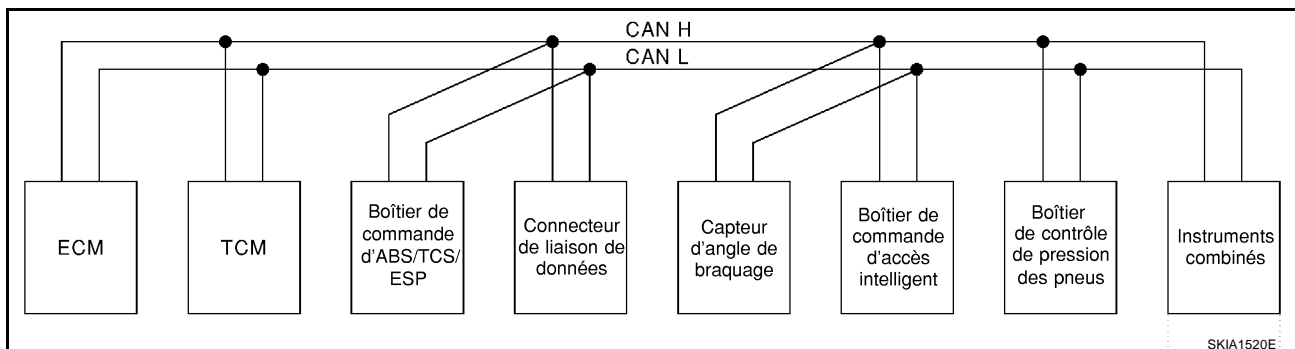 CAN H
CAN L
ECM
TCM
Boîtier de
commande
d'ABS/TCS/
ESP
Connecteur
de liaison de
données
Capteur
d'angle de
braquage
Boîtier de
commande
d'accès
intelligent
Boîtier
de contrôle
de pression
des pneus
Instruments
combinés
SKIA1520E